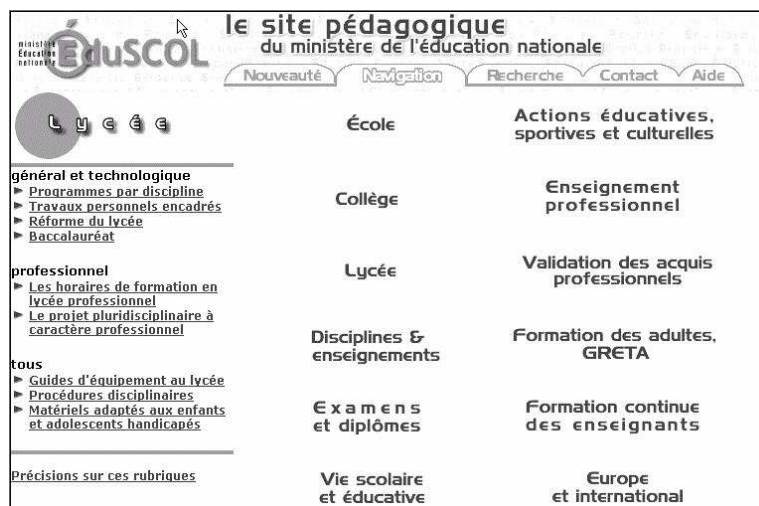 le site pédagogique
du ministère de l'éducation nationale
ministère
Éducation
nationale
ÉduSCOL
Nouveauté Navigation Recherche Contact Aide
Lycée
général et technologique
Programmes par discipline
Travaux personnels encadrés
Réforme du lycée
Baccalauréat
professionnel
Les horaires de formation en
lycée professionnel
Le projet pluridisciplinaire à
caractère professionnel
tous
Guides d'équipement au lycée
Procédures disciplinaires
Matériels adaptés aux enfants
et adolescents handicapés
Précisions sur ces rubriques
École
Actions éducatives,
sportives et culturelles
Collège
Enseignement
professionnel
Lycée
Validation des acquis
professionnels
Disciplines &
enseignements
Formation des adultes,
GRETA
Examens
et diplômes
Formation continue
des enseignants
Vie scolaire
et éducative
Europe
et international